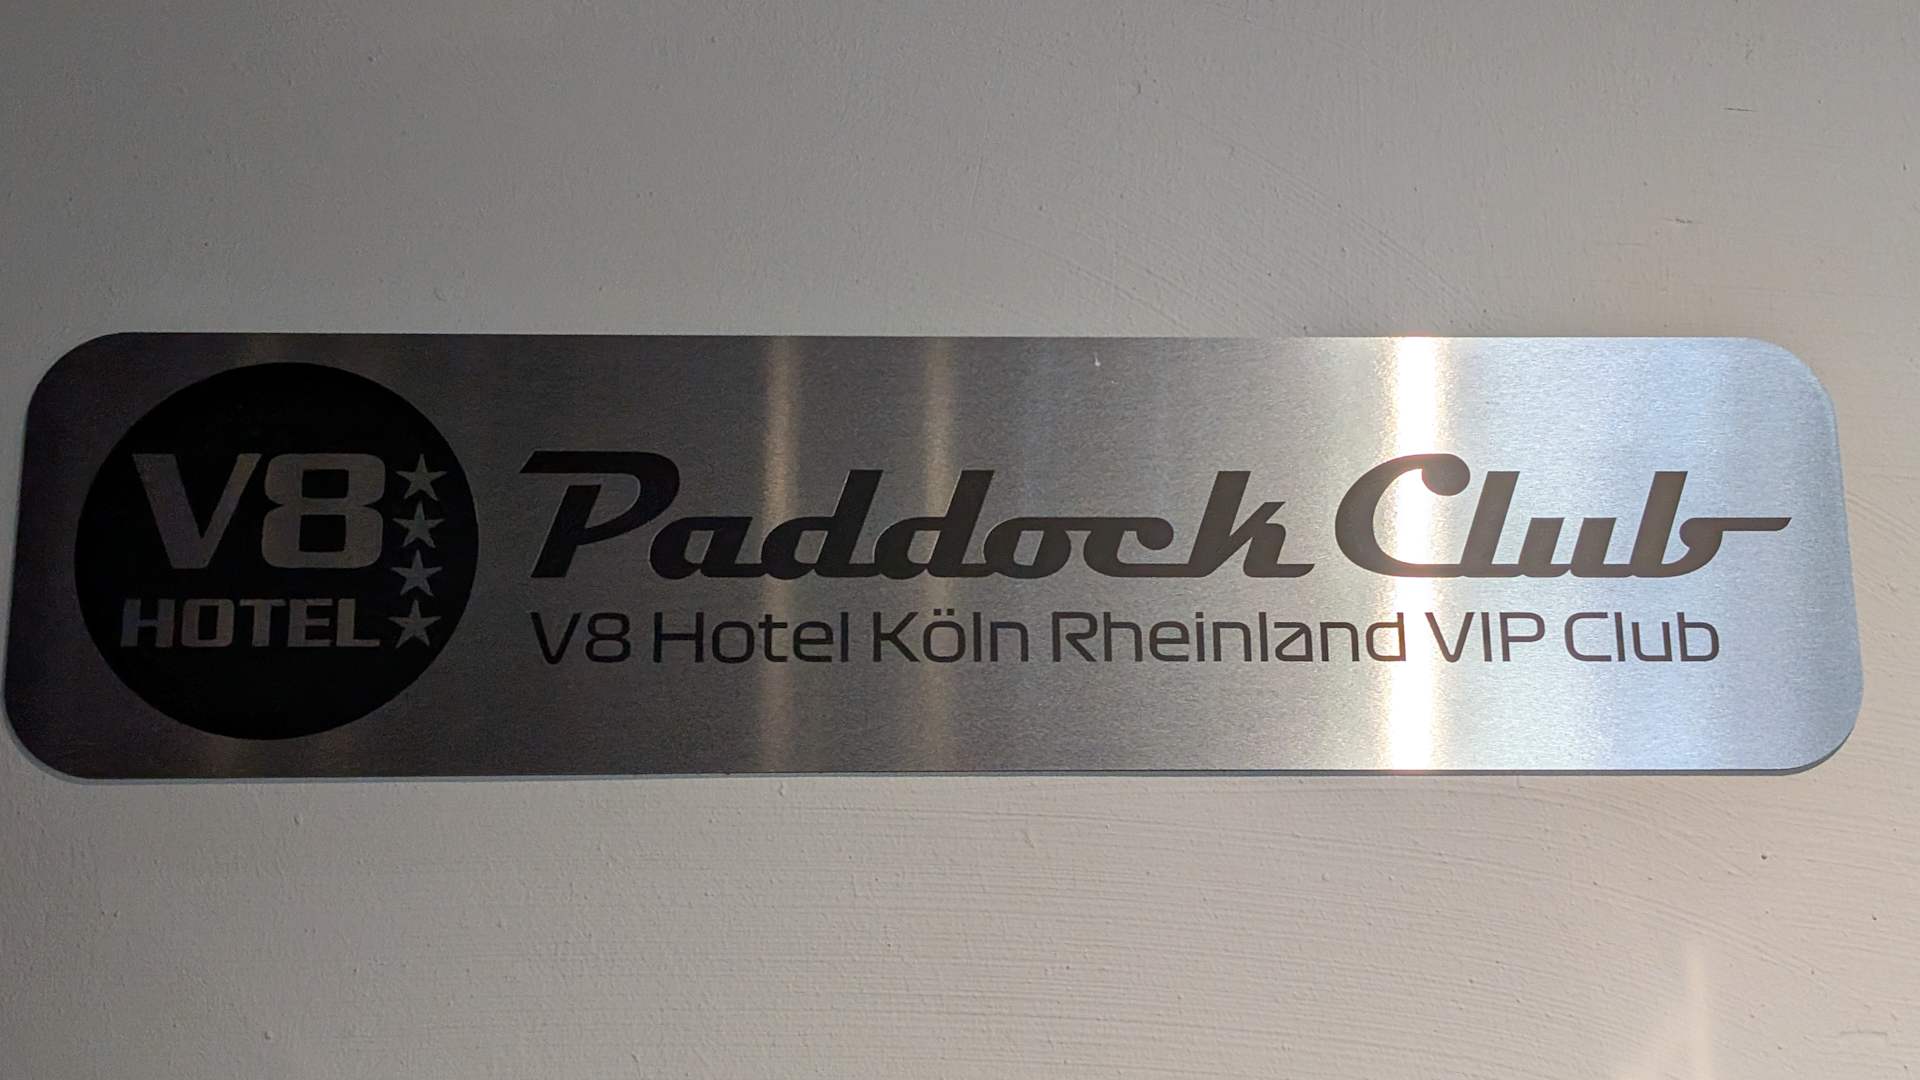 V8
HOTEL
Paddock Club
V8 Hotel Köln Rheinland VIP Club